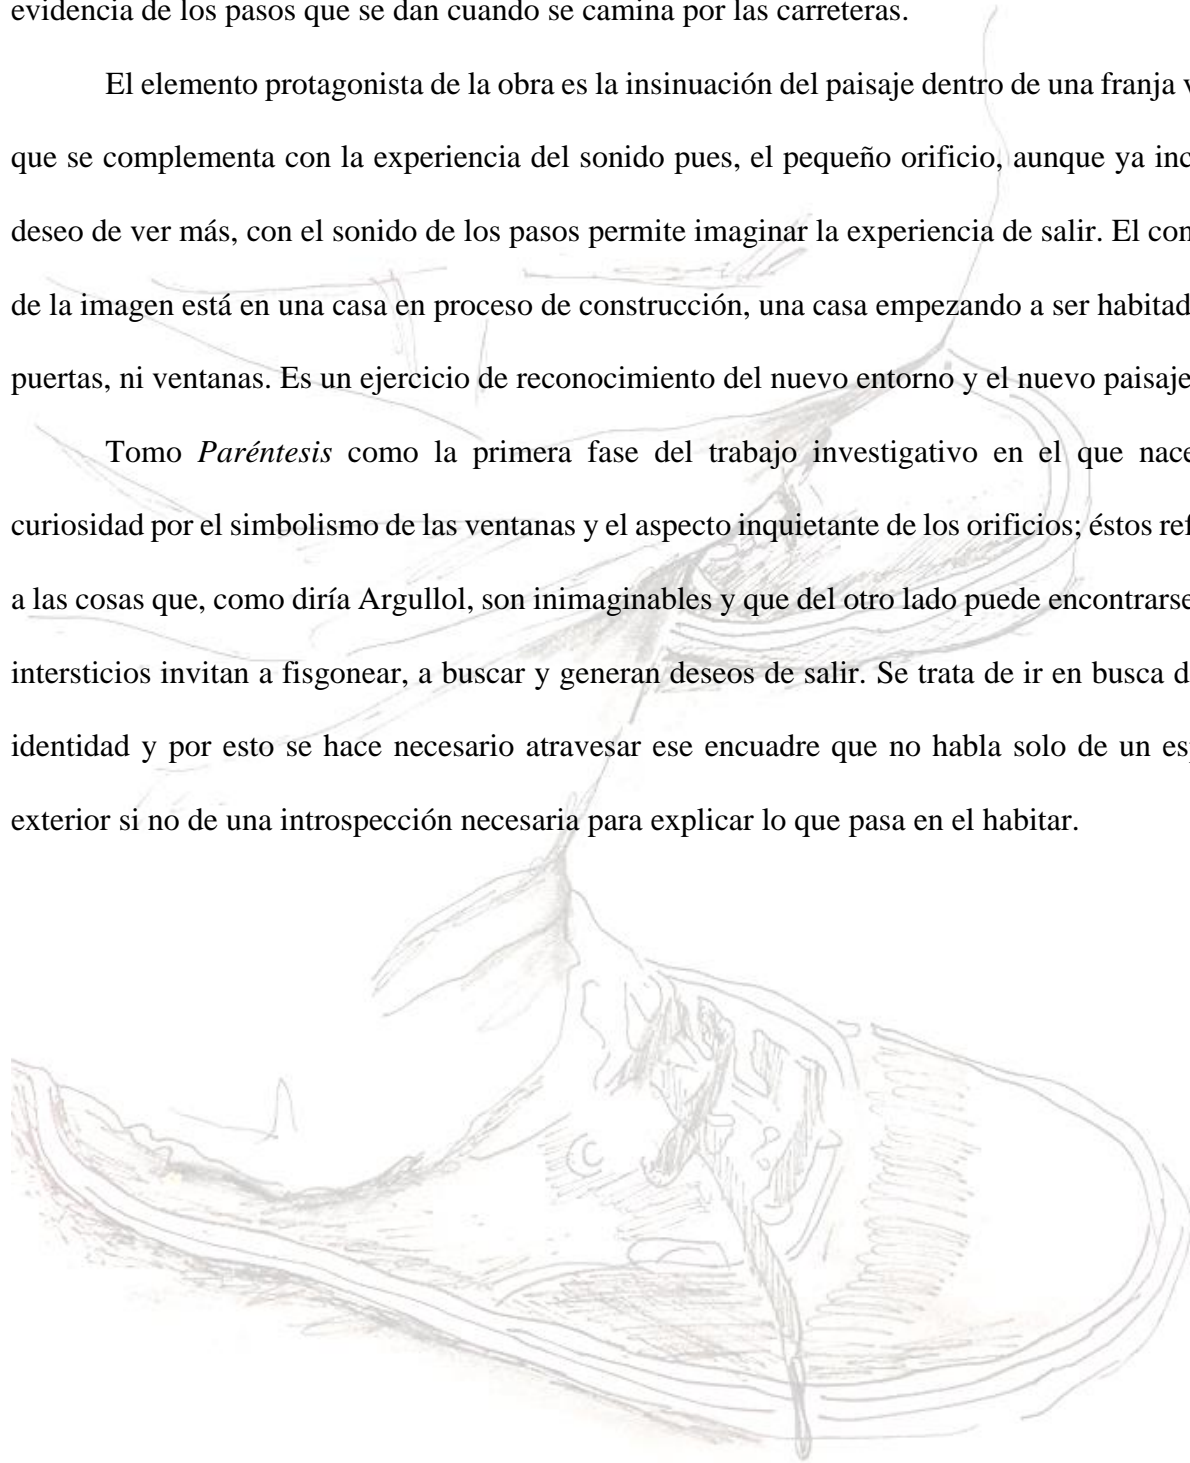 evidencia de los pasos que se dan cuando se camina por las carreteras.
El elemento protagonista de la obra es la insinuación del paisaje dentro de una franja
que se complementa con la experiencia del sonido pues, el pequeño orificio, aunque ya
deseo de ver más, con el sonido de los pasos permite imaginar la experiencia de salir. El
de la imagen está en una casa en proceso de construcción, una casa empezando a ser
puertas, ni ventanas. Es un ejercicio de reconocimiento del nuevo entorno y el nuevo paisaje
Tomo Paréntesis como la primera fase del trabajo investigativo en el que nace
curiosidad por el simbolismo de las ventanas y el aspecto inquietante de los orificios; éstos
a las cosas que, como diría Argullol, son inimaginables y que del otro lado puede encontrarse
intersticios invitan a fisgonear, a buscar y generan deseos de salir. Se trata de ir en busca
identidad y por esto se hace necesario atravesar ese encuadre que no habla solo de un
exterior si no de una introspección necesaria para explicar lo que pasa en el habitar.